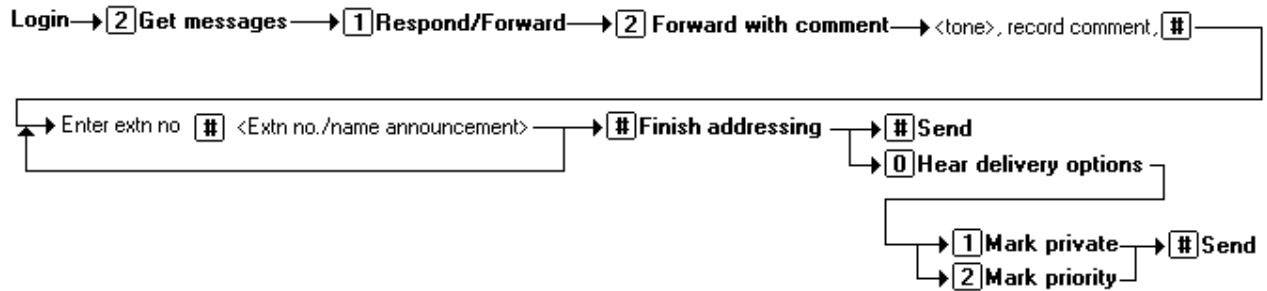 Login 2 Get messages 1 Respond/Forward 2 Forward with comment <tone>, record comment, #
Enter extn no # <Extn no./name announcement> # Finish addressing # Send
0 Hear delivery options
1 Mark private # Send
2 Mark priority